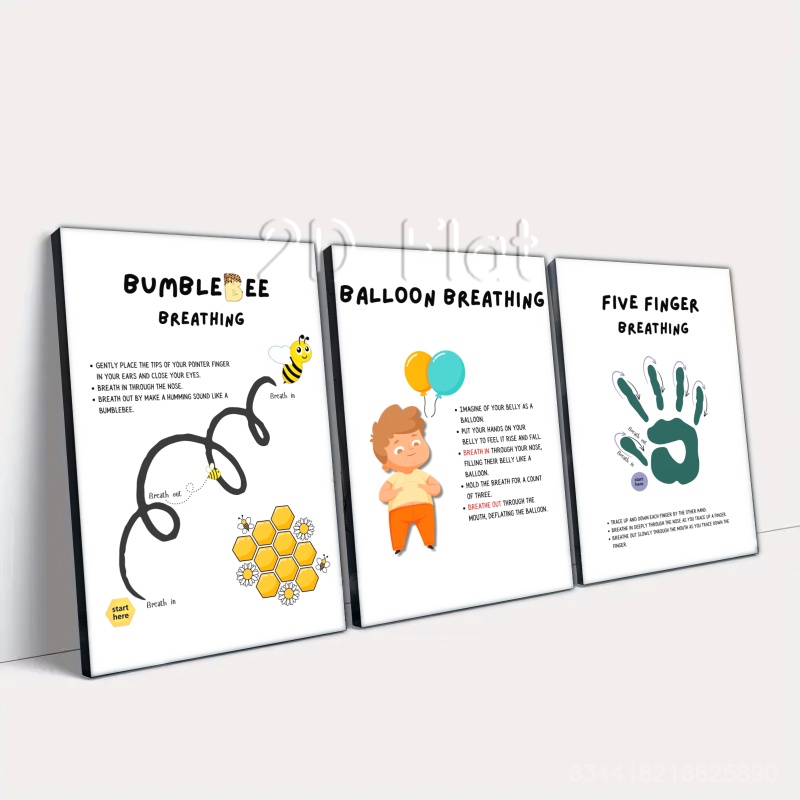 2D Flat
BUMBLEBEE
BREATHING
• GENTLY PLACE THE TIPS OF YOUR POINTER FINGER
IN YOUR EARS AND CLOSE YOUR EYES.
• BREATH IN THROUGH THE NOSE.
• BREATH OUT BY MAKE A HUMMING SOUND LIKE A
BUMBLEBEE.
Breath in
Breath out
Breath in
start
here
BALLOON BREATHING
• IMAGINE OF YOUR BELLY AS A
BALLOON.
• PUT YOUR HANDS ON YOUR
BELLY TO FEEL IT RISE AND FALL.
• BREATH IN THROUGH YOUR NOSE,
FILLING THEIR BELLY LIKE A
BALLOON.
• HOLD THE BREATH FOR A COUNT
OF THREE.
• BREATHE OUT THROUGH THE
MOUTH, DEFLATING THE BALLOON.
FIVE FINGER
BREATHING
Breath out
Breath in
start
here
• TRACE UP AND DOWN EACH FINGER BY THE OTHER HAND.
• BREATHE IN DEEPLY THROUGH THE NOSE AS YOU TRACE UP A FINGER.
• BREATHE OUT SLOWLY THROUGH THE MOUTH AS YOU TRACE DOWN THE
FINGER.